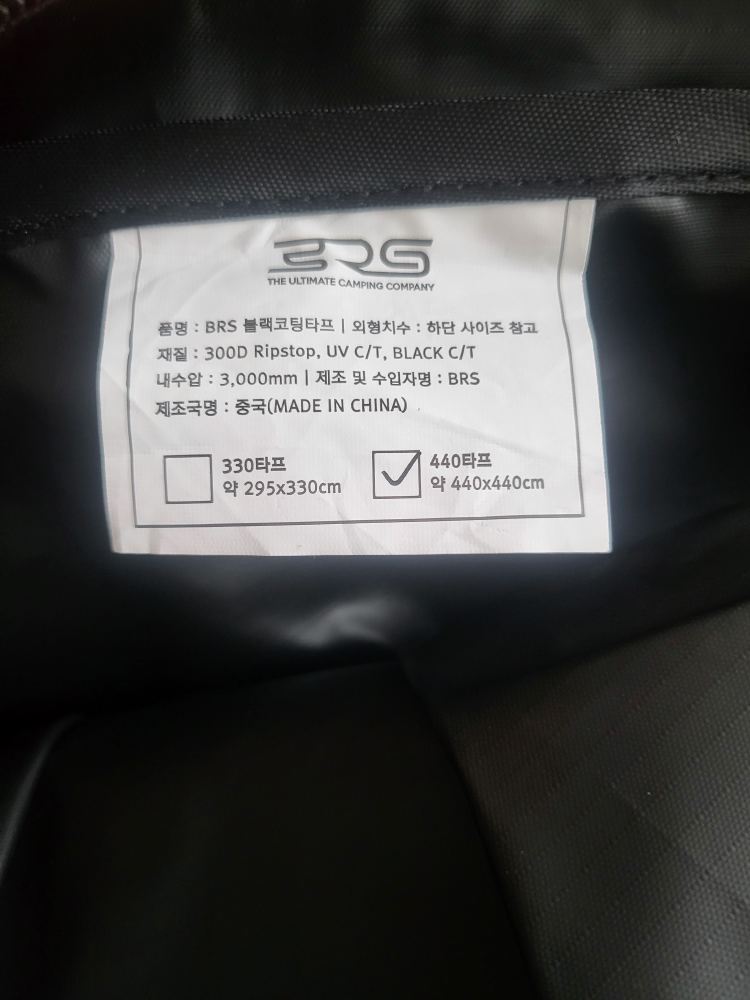 BRS
THE ULTIMATE CAMPING COMPANY
품명 : BRS 블랙코팅타프 | 외형치수 : 하단 사이즈 참고
재질 : 300D Ripstop, UV C/T, BLACK C/T
내수압 : 3,000mm | 제조 및 수입자명 : BRS
제조국명 : 중국(MADE IN CHINA)
330타프
약 295x330cm
440타프
약 440x440cm